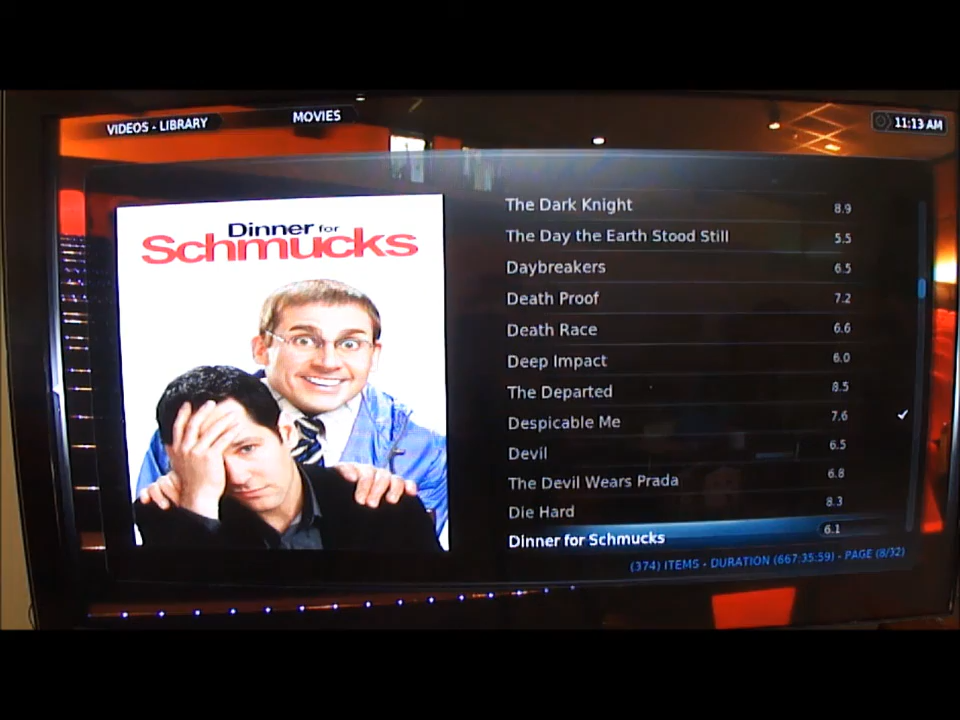 VIDEOS - LIBRARY
MOVIES
11:13 AM
Dinner for
Schmucks
The Dark Knight 8.9
The Day the Earth Stood Still 5.5
Daybreakers 6.5
Death Proof 7.2
Death Race 6.6
Deep Impact 6.0
The Departed 8.5
Despicable Me 7.6
Devil 6.5
The Devil Wears Prada 6.8
Die Hard 8.3
Dinner for Schmucks 6.1
(374) ITEMS - DURATION (667:35:59) - PAGE (8/32)